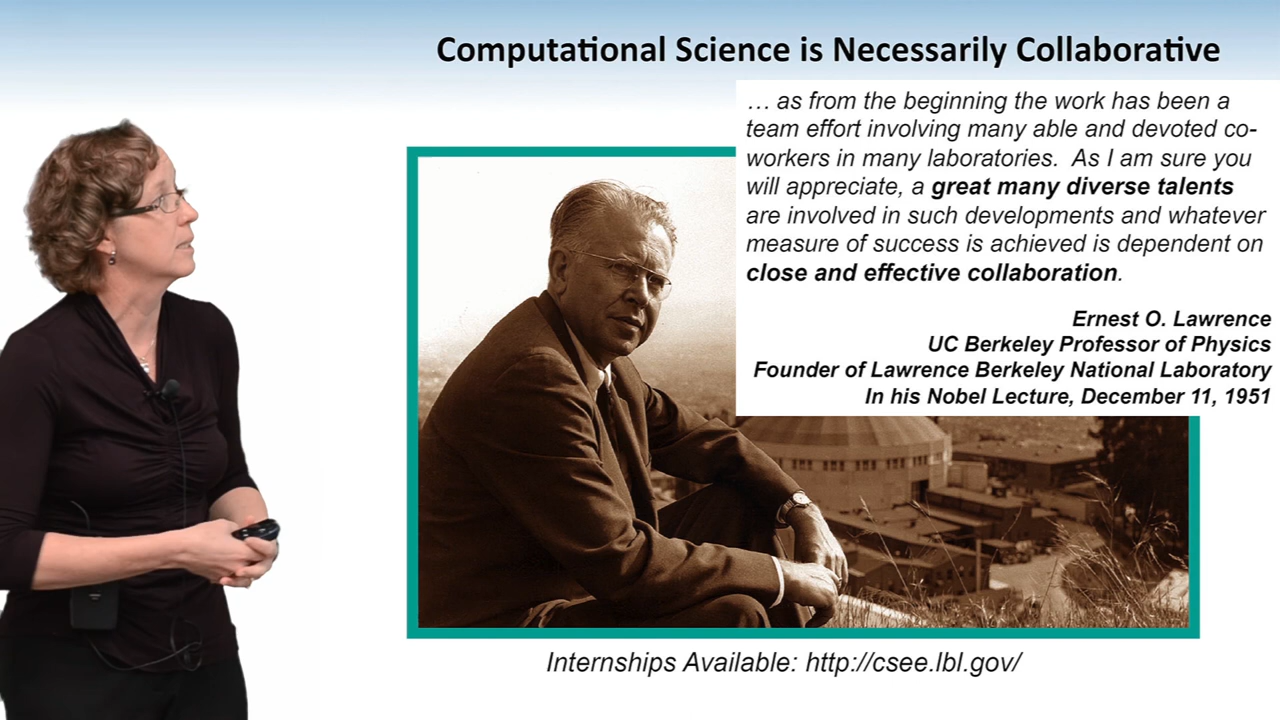 Computational Science is Necessarily Collaborative
… as from the beginning the work has been a
team effort involving many able and devoted co-
workers in many laboratories.  As I am sure you
will appreciate, a great many diverse talents
are involved in such developments and whatever
measure of success is achieved is dependent on
close and effective collaboration.
Ernest O. Lawrence
UC Berkeley Professor of Physics
Founder of Lawrence Berkeley National Laboratory
In his Nobel Lecture, December 11, 1951
Internships Available: http://csee.lbl.gov/